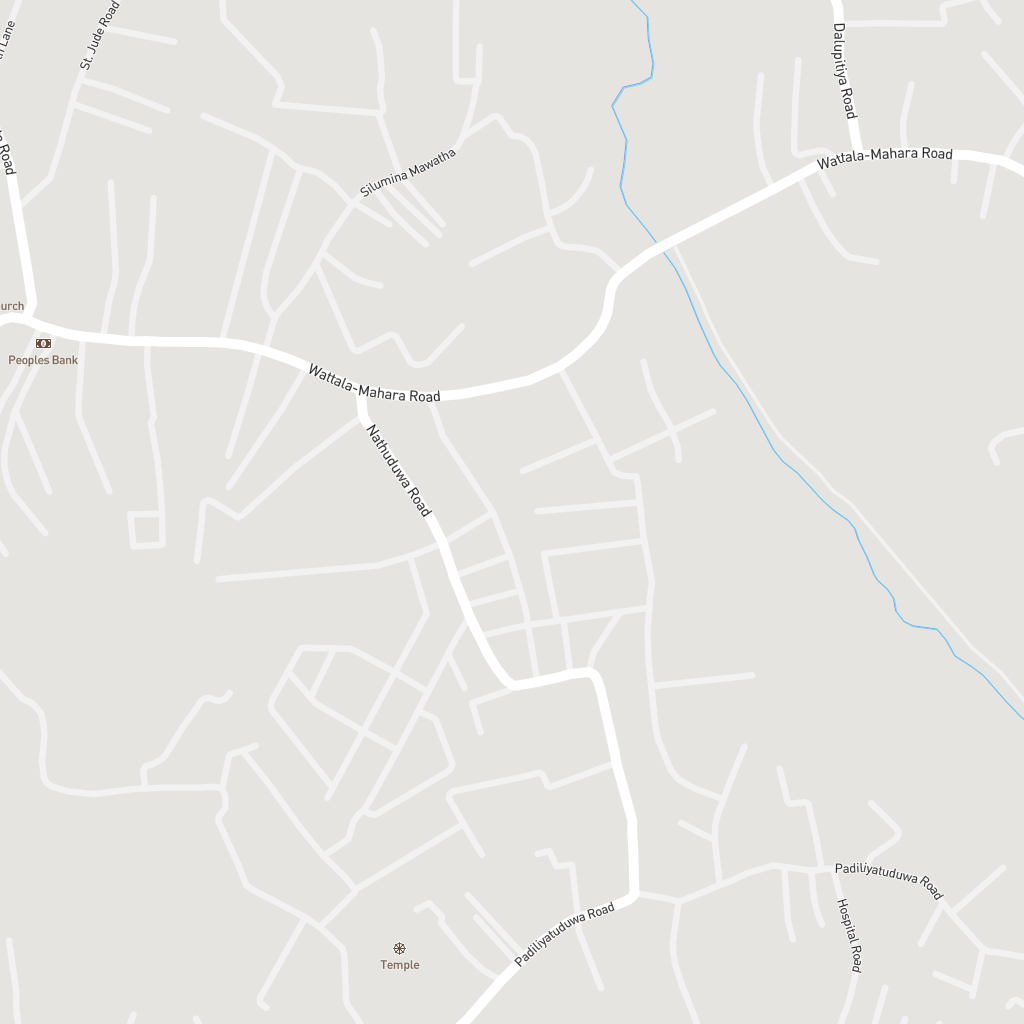 St. Jude Road
Dalupitiya Road
Wattala-Mahara Road
Silumina Mawatha
Road
Peoples Bank
Wattala-Mahara Road
Nathuduwa Road
Padiliyatuduwa Road
Hospital Road
Padiliyatuduwa Road
Temple